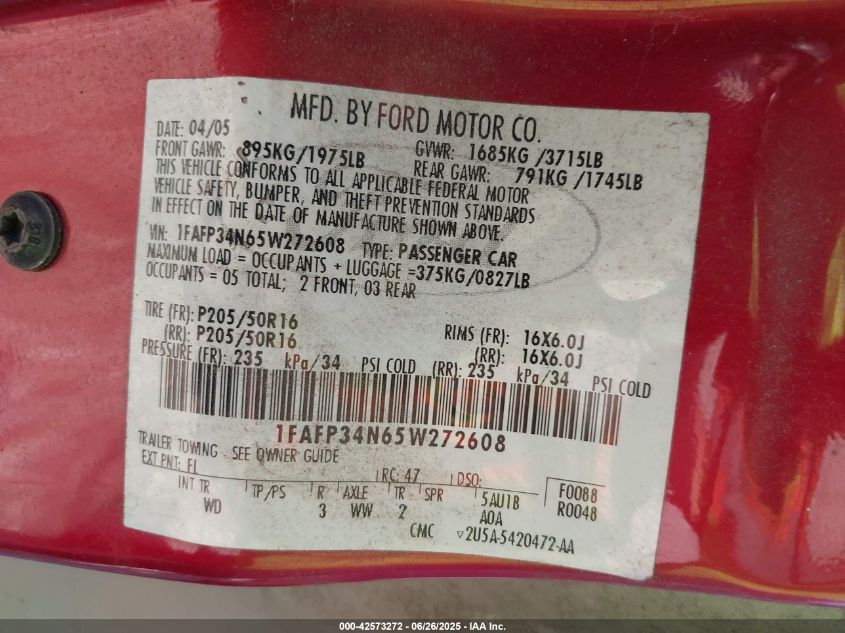 MFD. BY FORD MOTOR CO.
DATE: 04/05
FRONT GAWR: 895KG/1975LB
GVWR: 1685KG /3715LB
REAR GAWR: 791KG /1745LB
THIS VEHICLE CONFORMS TO ALL APPLICABLE FEDERAL MOTOR
VEHICLE SAFETY, BUMPER, AND THEFT PREVENTION STANDARDS
IN EFFECT ON THE DATE OF MANUFACTURE SHOWN ABOVE.
VIN: 1FAFP34N65W272608 TYPE: PASSENGER CAR
MAXIMUM LOAD = OCCUPANTS + LUGGAGE =375KG/0827LB
OCCUPANTS = 05 TOTAL; 2 FRONT, 03 REAR
TIRE (FR): P205/50R16 RIMS (FR): 16X6.0J
(RR): P205/50R16 (RR): 16X6.0J
PRESSURE (FR): 235 kPa/34 PSI COLD (RR): 235 kPa/34 PSI COLD
1FAFP34N65W272608
TRAILER TOWING - SEE OWNER GUIDE
EXT PNT: FL RC: 47 DSO:
INT TR TP/PS R AXLE TR SPR 5AU1B F0088
WD 3 WW 2 A0A R0048
CMC 2U5A-5420472-AA
38
000-42573272 | 06/26/2025 - IAA Inc.